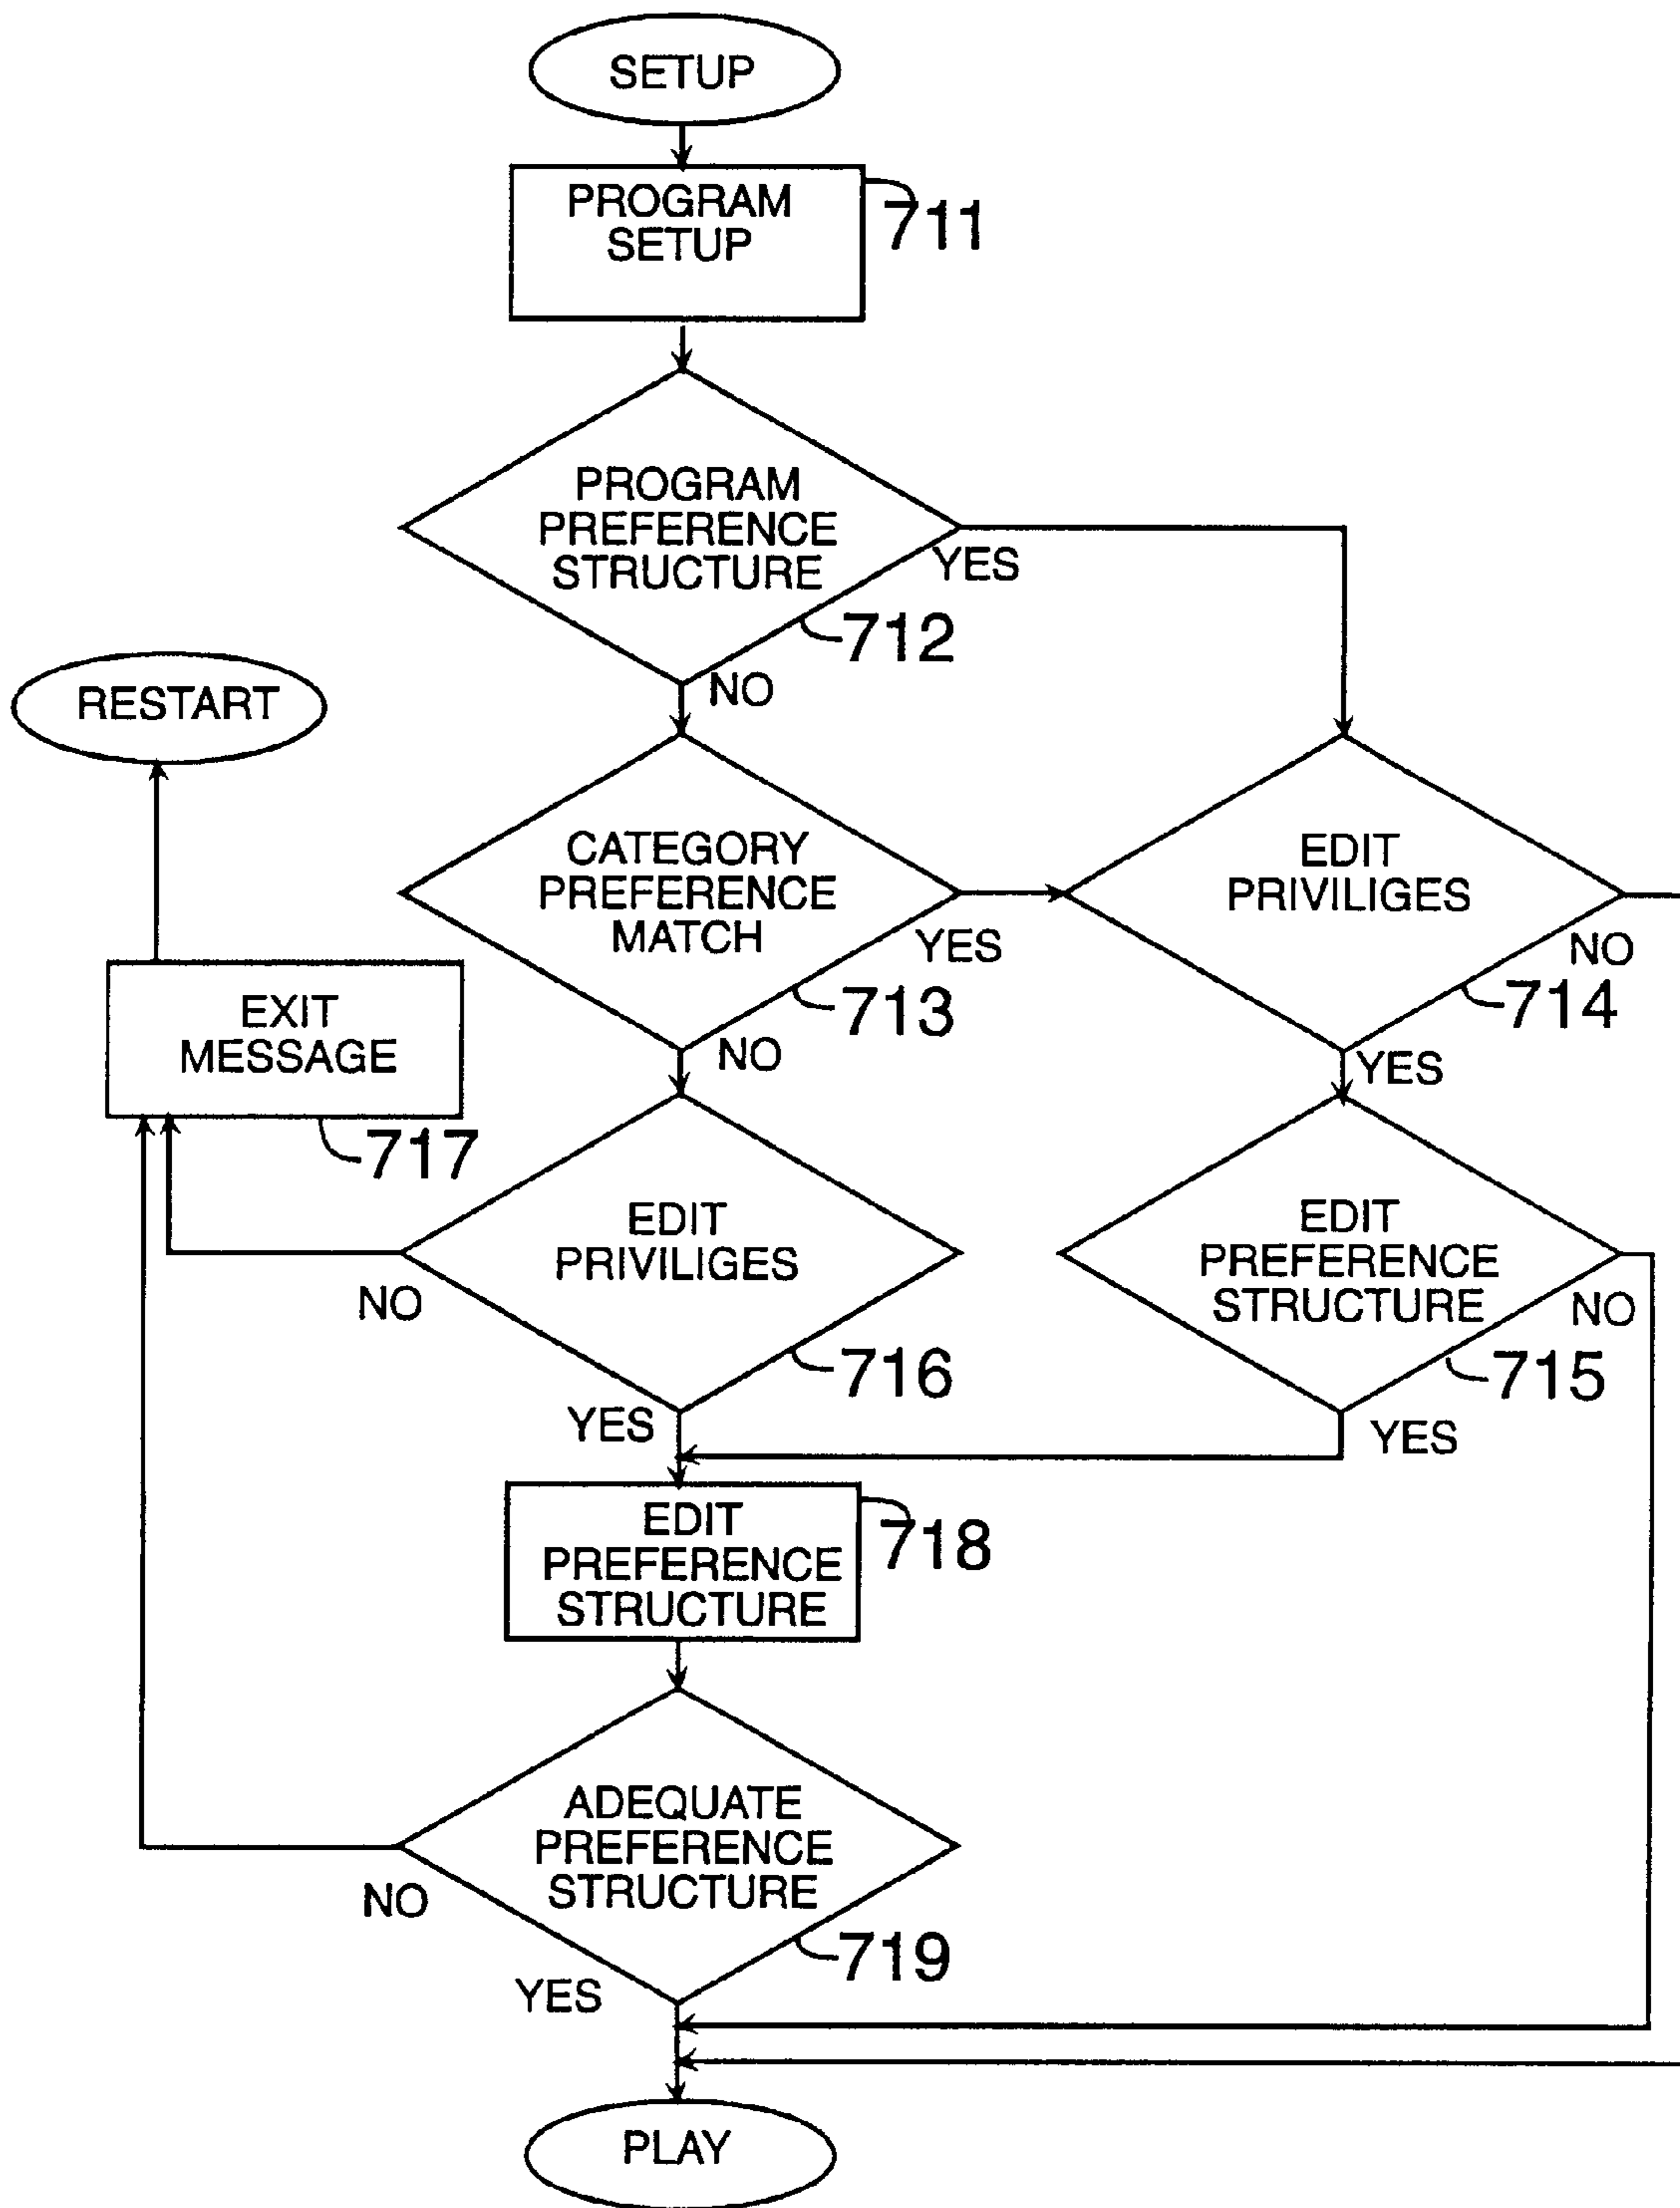 SETUP
PROGRAM
SETUP
711
PROGRAM
PREFERENCE
STRUCTURE
YES
712
NO
RESTART
CATEGORY
PREFERENCE
MATCH
YES
713
NO
EDIT
PRIVILIGES
NO
714
YES
EXIT
MESSAGE
717
EDIT
PRIVILIGES
NO
716
YES
EDIT
PREFERENCE
STRUCTURE
NO
715
YES
EDIT
PREFERENCE
STRUCTURE
718
ADEQUATE
PREFERENCE
STRUCTURE
NO
719
YES
PLAY